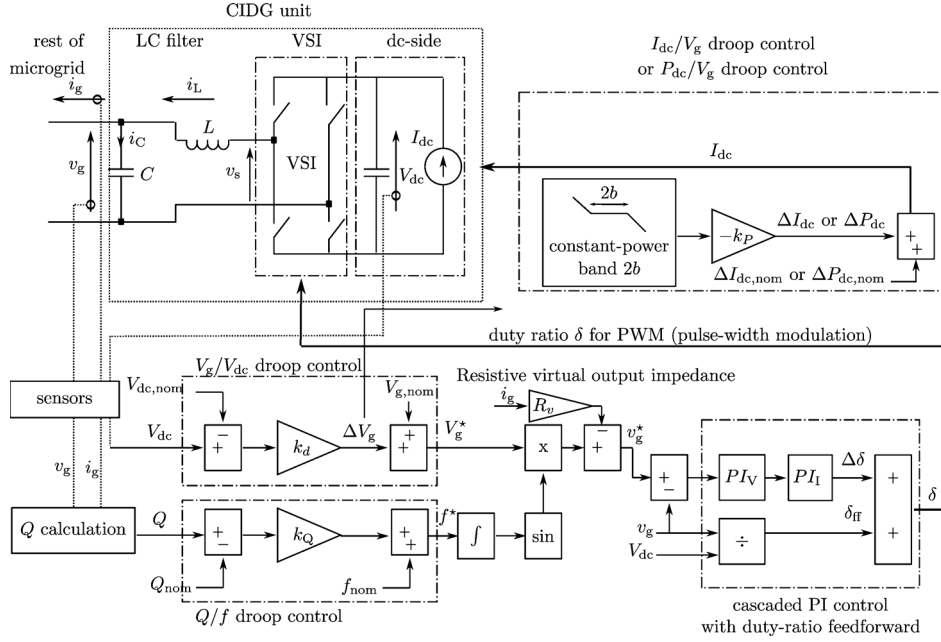 CIDG unit
rest of
microgrid
LC filter
VSI
dc-side
I_dc/V_g droop control
or P_dc/V_g droop control
i_g
i_L
L
i_C
v_g
C
v_s
VSI
I_dc
V_dc
I_dc
2b
constant-power
band 2b
−k_P
ΔI_dc or ΔP_dc
+
+
ΔI_dc,nom or ΔP_dc,nom
duty ratio δ for PWM (pulse-width modulation)
V_g/V_dc droop control
Resistive virtual output impedance
sensors
V_dc,nom
V_g,nom
i_g
R_v
V_dc
−
+
k_d
ΔV_g
+
+
V_g⋆
x
−
+
v_g⋆
v_g
i_g
+
−
PI_V
PI_I
Δδ
+
δ
Q calculation
Q
+
−
k_Q
+
+
f⋆
∫
sin
v_g
V_dc
÷
δ_ff
+
Q_nom
f_nom
Q/f droop control
cascaded PI control
with duty-ratio feedforward